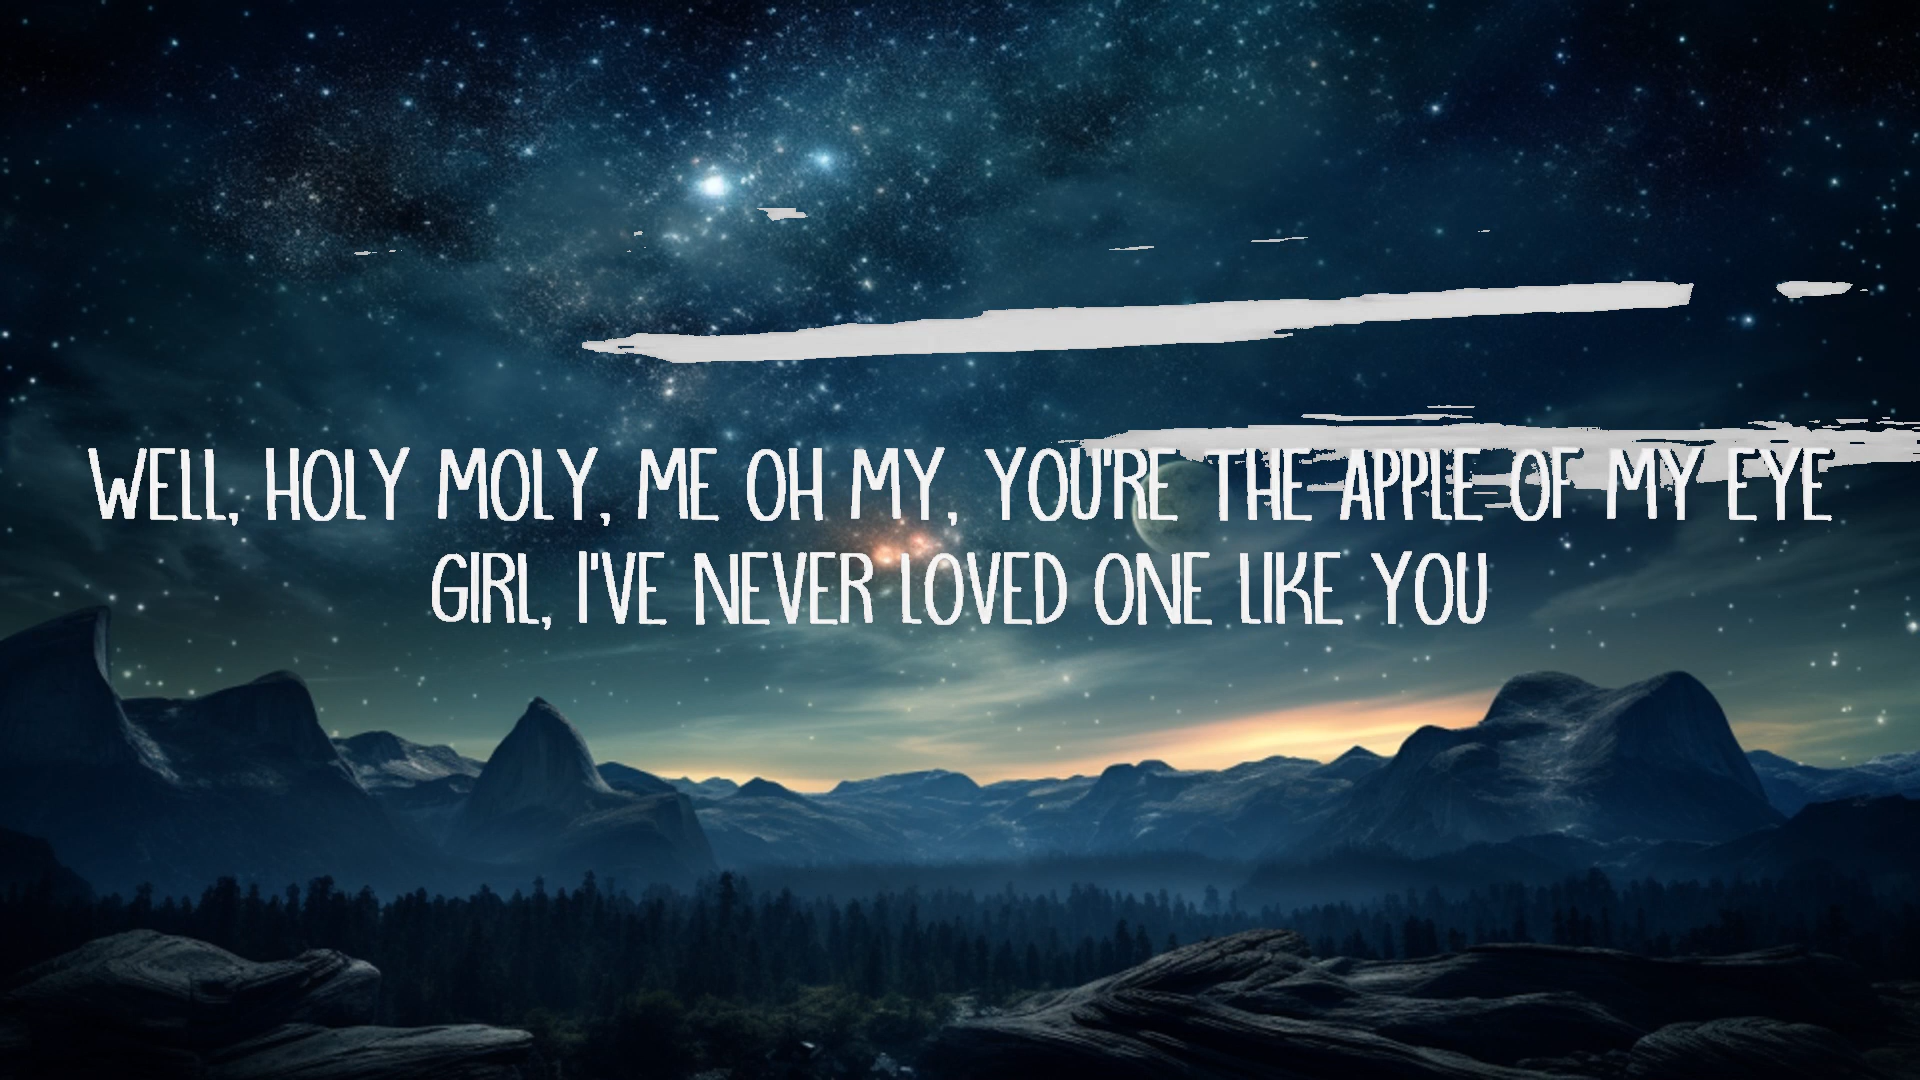 WELL, HOLY MOLY, ME OH MY, YOU'RE THE APPLE OF MY EYE
GIRL, I'VE NEVER LOVED ONE LIKE YOU